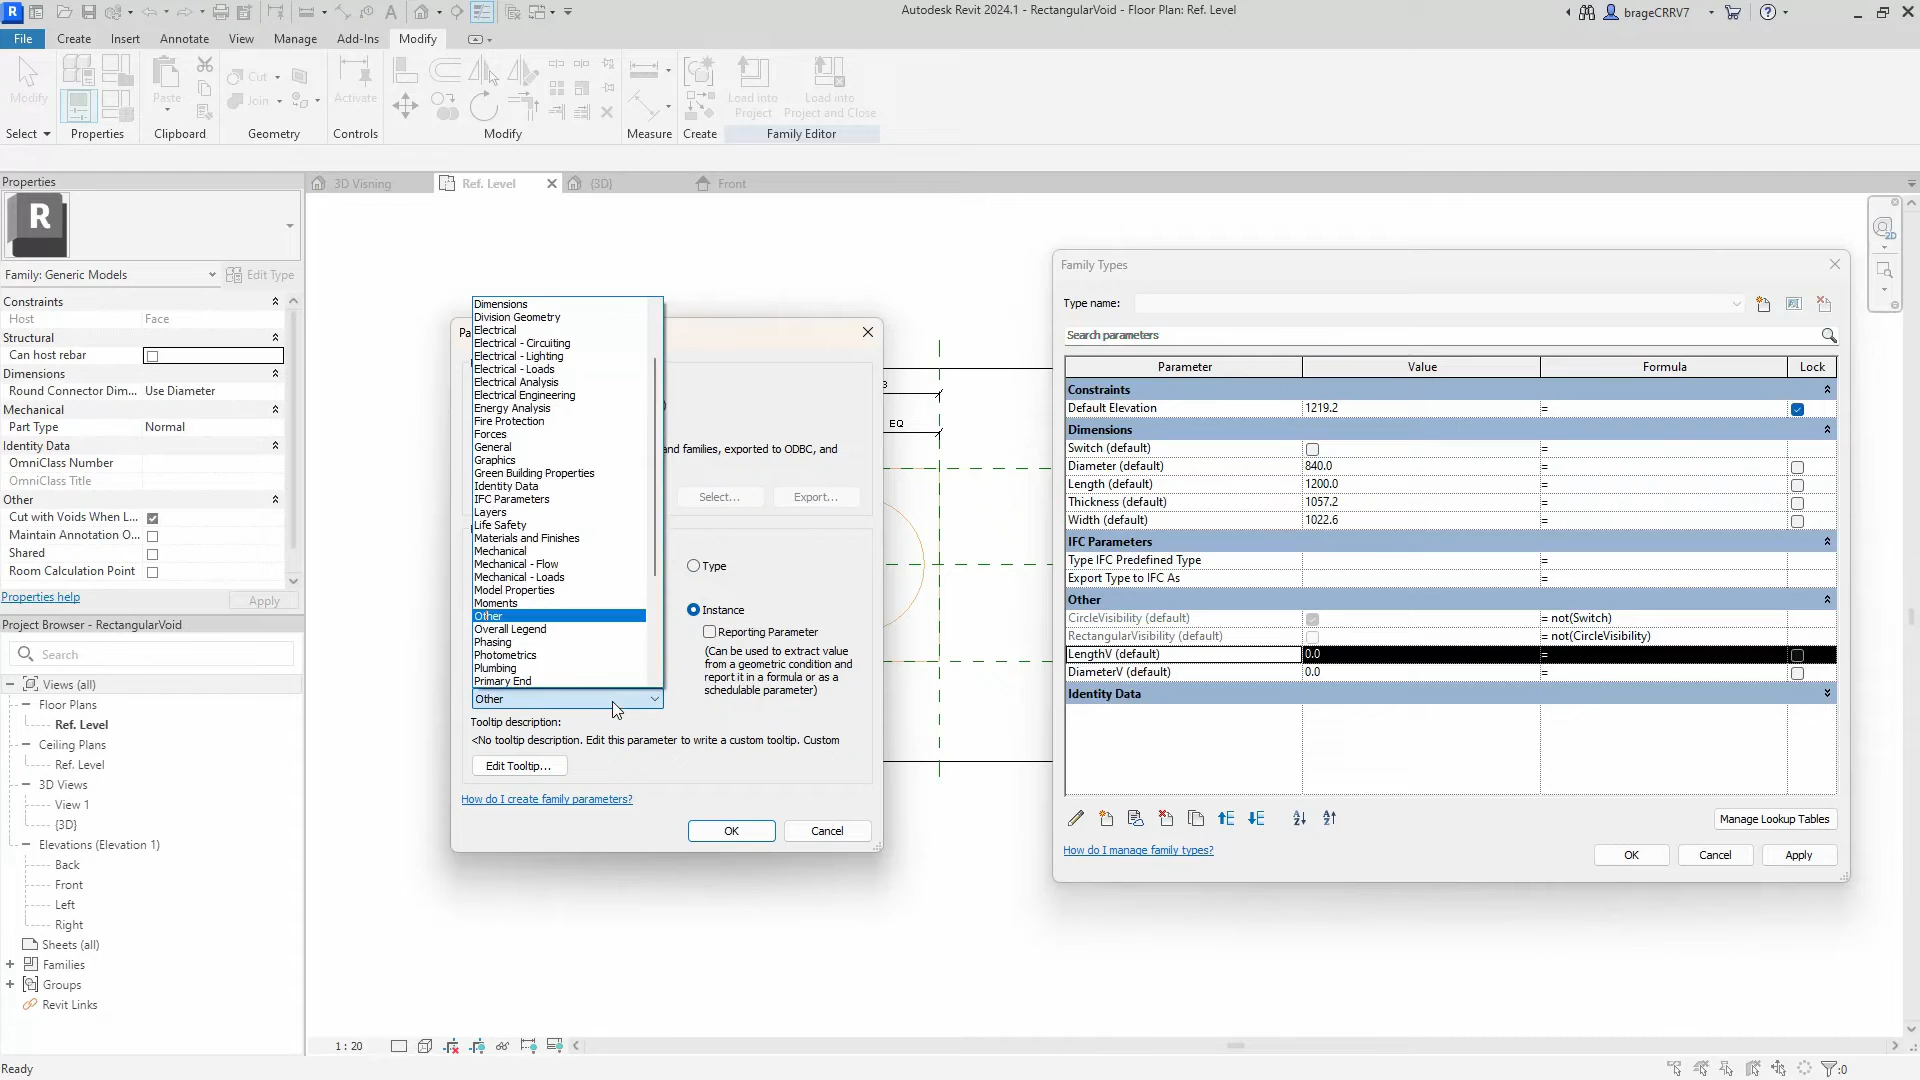 Autodesk Revit 2024.1 - RectangularVoid - Floor Plan: Ref. Level
brageCRRV7
File Create Insert Annotate View Manage Add-Ins Modify
Modify
Paste
Cut
Join
Activate
Load into Project
Load into Project and Close
Select Properties Clipboard Geometry Controls Modify Measure Create Family Editor
Properties
3D Visning
Ref. Level
{3D}
Front
R
Family: Generic Models
Edit Type
Constraints
Host Face
Structural
Can host rebar
Dimensions
Round Connector Dim... Use Diameter
Mechanical
Part Type Normal
Identity Data
OmniClass Number
OmniClass Title
Other
Cut with Voids When L...
Maintain Annotation O...
Shared
Room Calculation Point
Properties help
Apply
Project Browser - RectangularVoid
Search
Views (all)
Floor Plans
Ref. Level
Ceiling Plans
Ref. Level
3D Views
View 1
{3D}
Elevations (Elevation 1)
Back
Front
Left
Right
Sheets (all)
Families
Groups
Revit Links
Ready
Pa
Dimensions
Division Geometry
Electrical
Electrical - Circuiting
Electrical - Lighting
Electrical - Loads
Electrical Analysis
Electrical Engineering
Energy Analysis
Fire Protection
Forces
General
Graphics
Green Building Properties
Identity Data
IFC Parameters
Layers
Life Safety
Materials and Finishes
Mechanical
Mechanical - Flow
Mechanical - Loads
Model Properties
Moments
Other
Overall Legend
Phasing
Photometrics
Plumbing
Primary End
Other
and families, exported to ODBC, and
Select...
Export...
Type
Instance
Reporting Parameter
(Can be used to extract value
from a geometric condition and
report it in a formula or as a
schedulable parameter)
Tooltip description:
<No tooltip description. Edit this parameter to write a custom tooltip. Custom
Edit Tooltip...
How do I create family parameters?
OK
Cancel
EQ
Family Types
Type name:
Search parameters
Parameter Value Formula Lock
Constraints
Default Elevation 1219.2 =
Dimensions
Switch (default) =
Diameter (default) 840.0 =
Length (default) 1200.0 =
Thickness (default) 1057.2 =
Width (default) 1022.6 =
IFC Parameters
Type IFC Predefined Type =
Export Type to IFC As =
Other
CircleVisibility (default) = not(Switch)
RectangularVisibility (default) = not(CircleVisibility)
LengthV (default) 0.0 =
DiameterV (default) 0.0 =
Identity Data
Manage Lookup Tables
How do I manage family types?
OK
Cancel
Apply
2D
1 : 20
:0